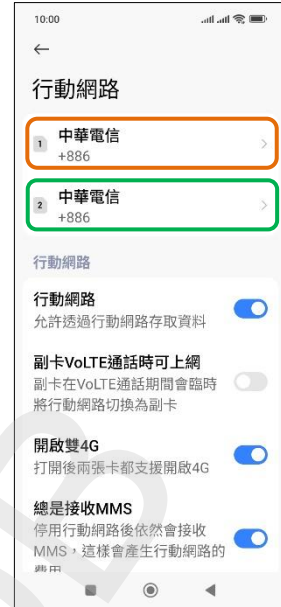 10:00
行動網路
1 中華電信
+886
2 中華電信
+886
行動網路
行動網路
允許透過行動網路存取資料
副卡VoLTE通話時可上網
副卡在VoLTE通話期間會臨時
將行動網路切換為副卡
開啟雙4G
打開後兩張卡都支援開啟4G
總是接收MMS
停用行動網路後依然會接收
MMS，這樣會產生行動網路的
費用